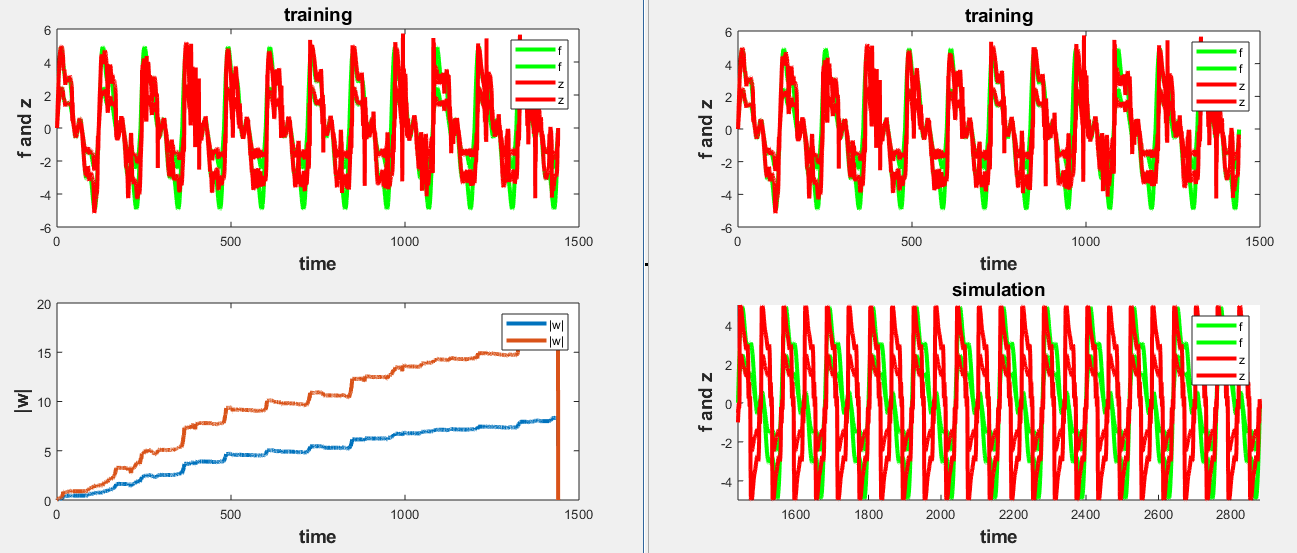 training
f and z
6
4
2
0
-2
-4
-6
0
500
1000
1500
time
f
f
z
z
|w|
20
15
10
5
0
0
500
1000
1500
time
|w|
|w|
training
f and z
6
4
2
0
-2
-4
-6
0
500
1000
1500
time
f
f
z
z
simulation
f and z
4
2
0
-2
-4
1600
1800
2000
2200
2400
2600
2800
time
f
f
z
z